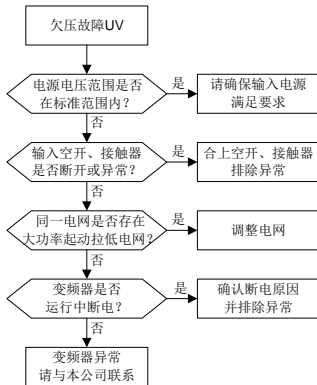 欠压故障UV
电源电压范围是否
在标准范围内?
是
请确保输入电源
满足要求
否
输入空开、接触器
是否断开或异常?
是
合上空开、接触器
排除异常
否
同一电网是否存在
大功率起动拉低电网?
是
调整电网
否
变频器是否
运行中断电?
是
确认断电原因
并排除异常
否
变频器异常
请与本公司联系